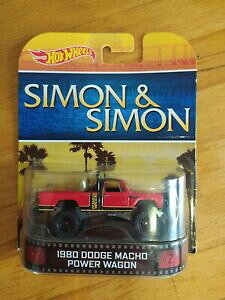 Hot Wheels
SIMON &
SIMON
1980 DODGE MACHO
POWER WAGON